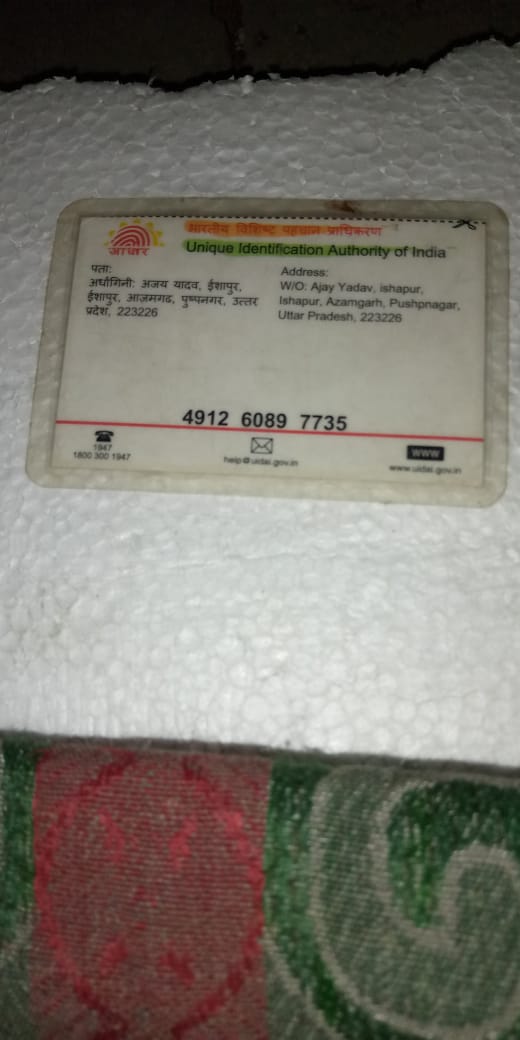 भारतीय विशिष्ट पहचान प्राधिकरण
Unique Identification Authority of India
आधार
पता:
अर्धांगिनी: अजय यादव, ईशापुर,
ईशापुर, आजमगढ, पुष्पनगर, उत्तर
प्रदेश, 223226
Address:
W/O: Ajay Yadav, ishapur,
Ishapur, Azamgarh, Pushpnagar,
Uttar Pradesh, 223226
4912 6089 7735
1947
1800 300 1947
help@uidai.gov.in
WWW
www.uidai.gov.in